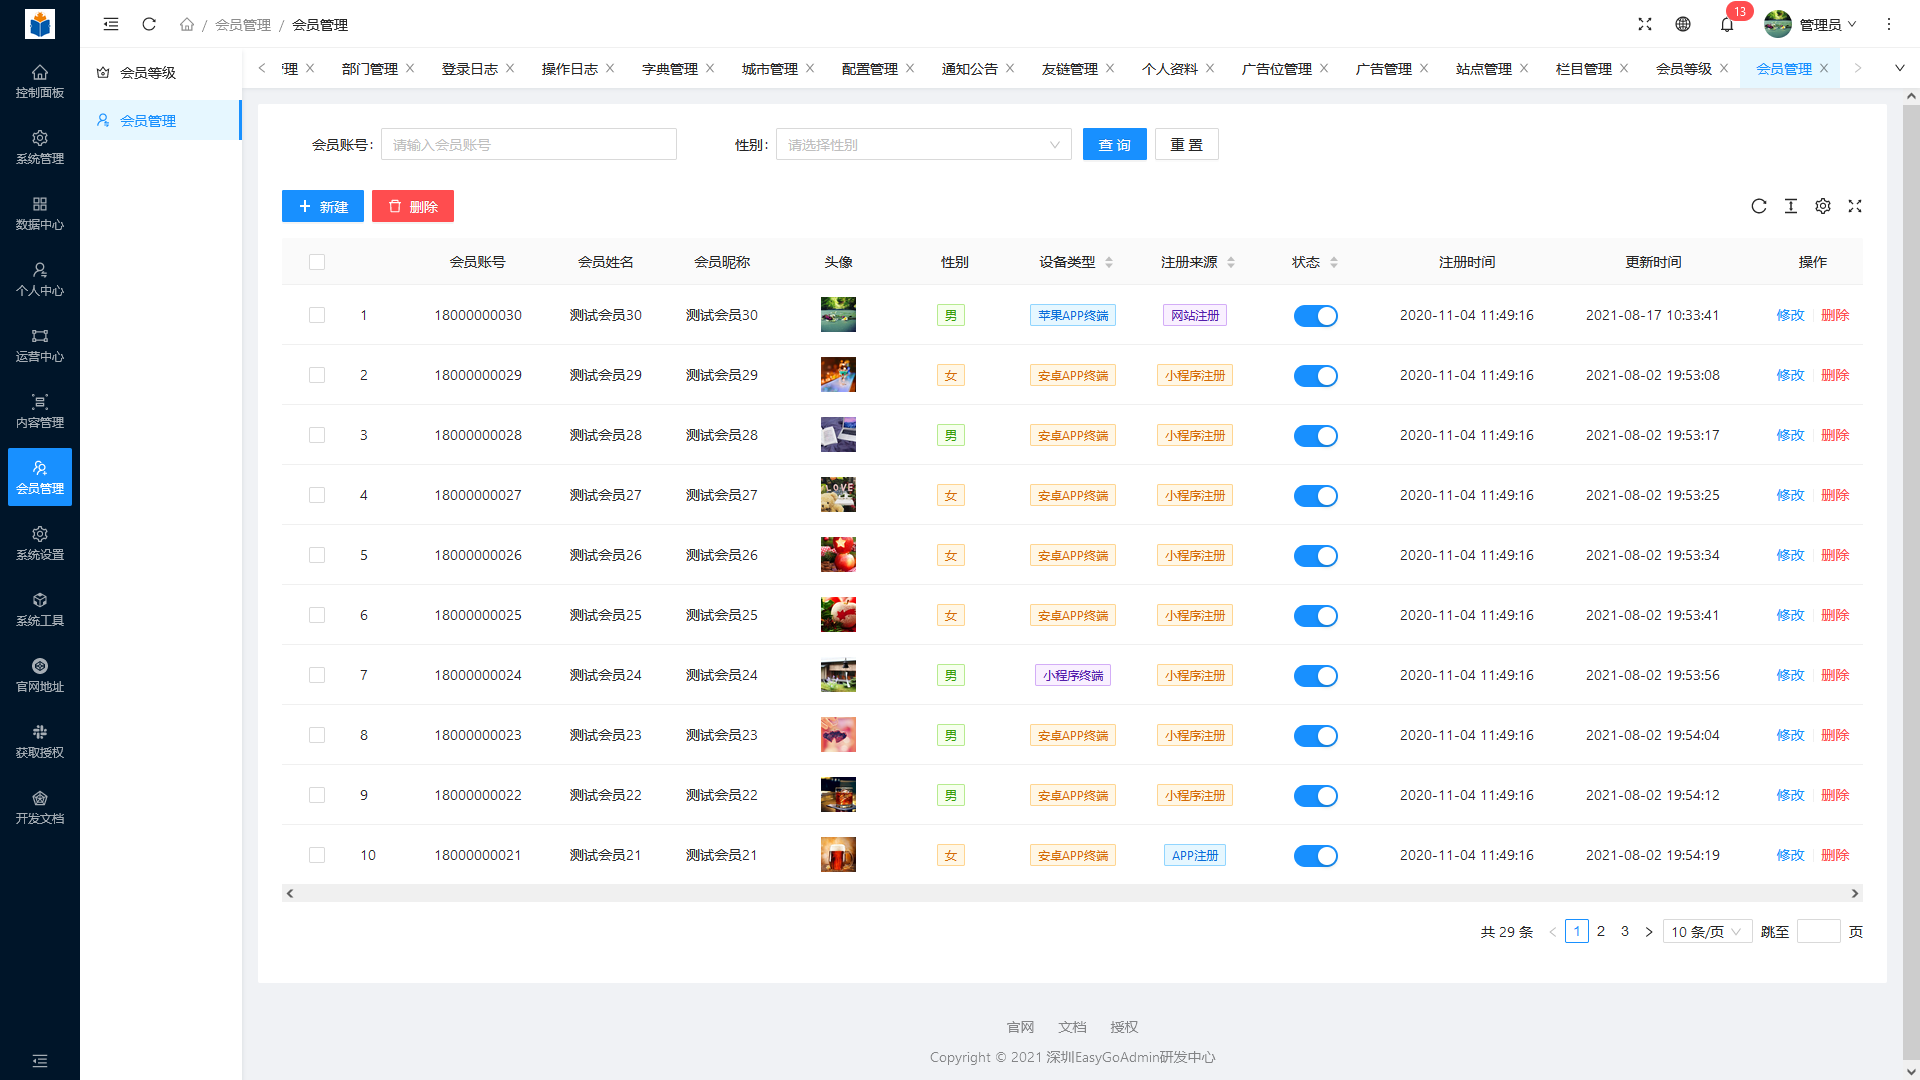 会员管理 / 会员管理
13
管理员
控制面板
系统管理
数据中心
个人中心
运营中心
内容管理
会员管理
系统设置
系统工具
官网地址
获取授权
开发文档
会员等级
会员管理
理 部门管理 登录日志 操作日志 字典管理 城市管理 配置管理 通知公告 友链管理 个人资料 广告位管理 广告管理 站点管理 栏目管理 会员等级 会员管理
会员账号: 请输入会员账号 性别: 请选择性别 查 询 重 置
新建 删除
会员账号 会员姓名 会员昵称 头像 性别 设备类型 注册来源 状态 注册时间 更新时间 操作
1 18000000030 测试会员30 测试会员30 男 苹果APP终端 网站注册 2020-11-04 11:49:16 2021-08-17 10:33:41 修改 删除
2 18000000029 测试会员29 测试会员29 女 安卓APP终端 小程序注册 2020-11-04 11:49:16 2021-08-02 19:53:08 修改 删除
3 18000000028 测试会员28 测试会员28 男 安卓APP终端 小程序注册 2020-11-04 11:49:16 2021-08-02 19:53:17 修改 删除
4 18000000027 测试会员27 测试会员27 LOVE 女 安卓APP终端 小程序注册 2020-11-04 11:49:16 2021-08-02 19:53:25 修改 删除
5 18000000026 测试会员26 测试会员26 女 安卓APP终端 小程序注册 2020-11-04 11:49:16 2021-08-02 19:53:34 修改 删除
6 18000000025 测试会员25 测试会员25 女 安卓APP终端 小程序注册 2020-11-04 11:49:16 2021-08-02 19:53:41 修改 删除
7 18000000024 测试会员24 测试会员24 男 小程序终端 小程序注册 2020-11-04 11:49:16 2021-08-02 19:53:56 修改 删除
8 18000000023 测试会员23 测试会员23 男 安卓APP终端 小程序注册 2020-11-04 11:49:16 2021-08-02 19:54:04 修改 删除
9 18000000022 测试会员22 测试会员22 男 安卓APP终端 小程序注册 2020-11-04 11:49:16 2021-08-02 19:54:12 修改 删除
10 18000000021 测试会员21 测试会员21 女 安卓APP终端 APP注册 2020-11-04 11:49:16 2021-08-02 19:54:19 修改 删除
共 29 条 1 2 3 10 条/页 跳至 页
官网 文档 授权
Copyright © 2021 深圳EasyGoAdmin研发中心